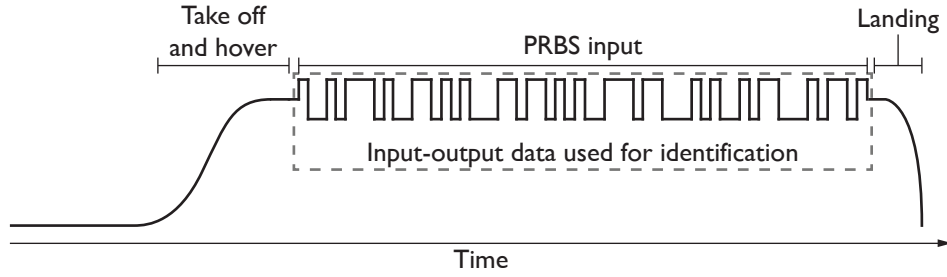 Take off
and hover
PRBS input
Landing
Input-output data used for identification
Time